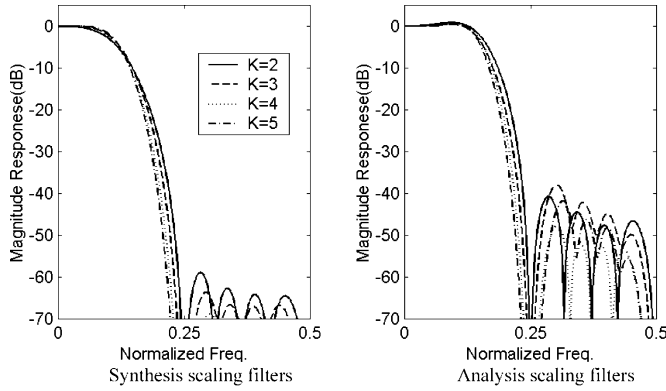 0
-10
-20
-30
-40
-50
-60
-70
Magnitude Responese(dB)
K=2
K=3
K=4
K=5
0
0.25
0.5
Normalized Freq.
Synthesis scaling filters
0
-10
-20
-30
-40
-50
-60
-70
Magnitude Responese(dB)
0
0.25
0.5
Normalized Freq.
Analysis scaling filters